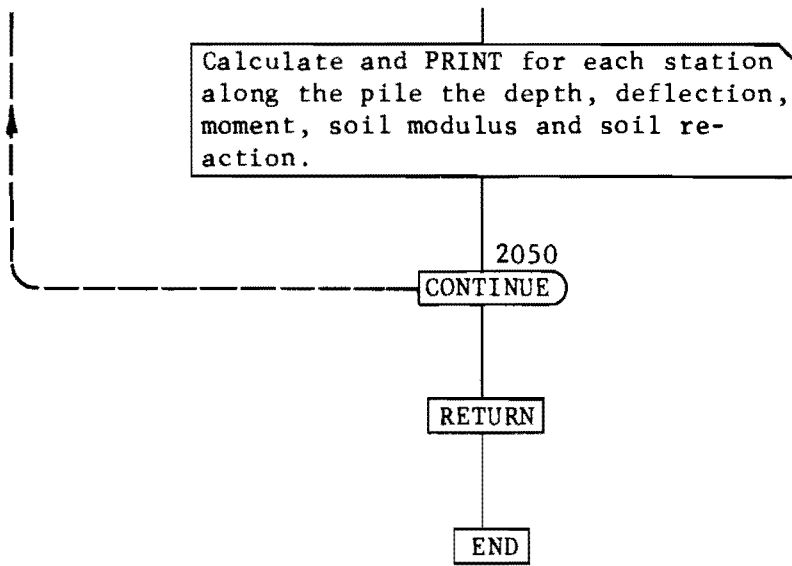 Calculate and PRINT for each station
along the pile the depth, deflection,
moment, soil modulus and soil re-
action.
2050
CONTINUE
RETURN
END